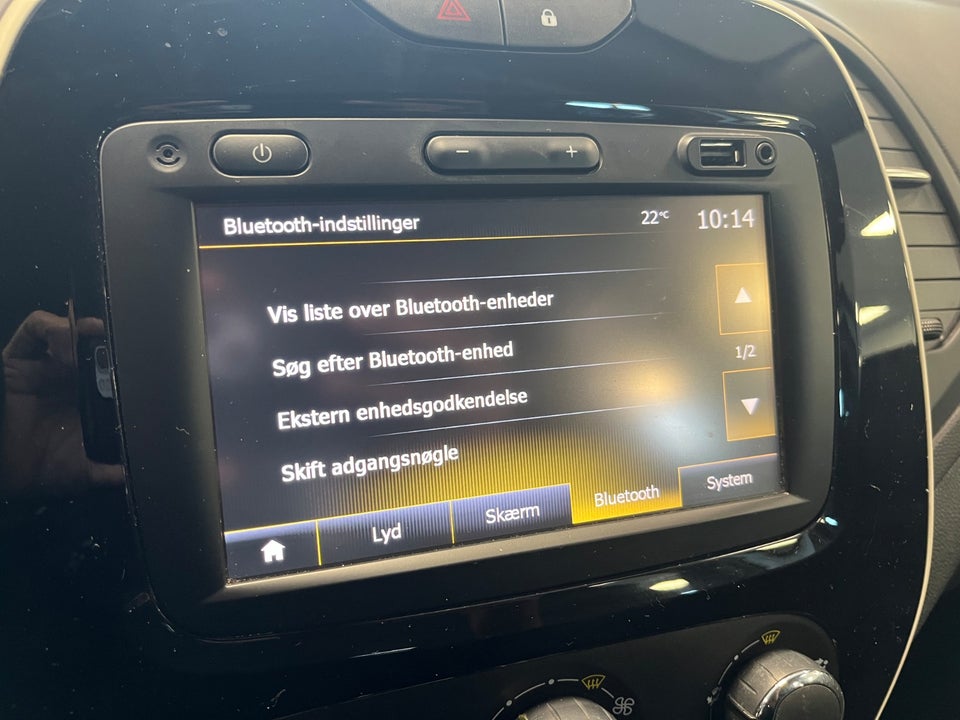 Bluetooth-indstillinger 22°C 10:14
Vis liste over Bluetooth-enheder
Søg efter Bluetooth-enhed
1/2
Ekstern enhedsgodkendelse
Skift adgangsnøgle
Lyd Skærm Bluetooth System